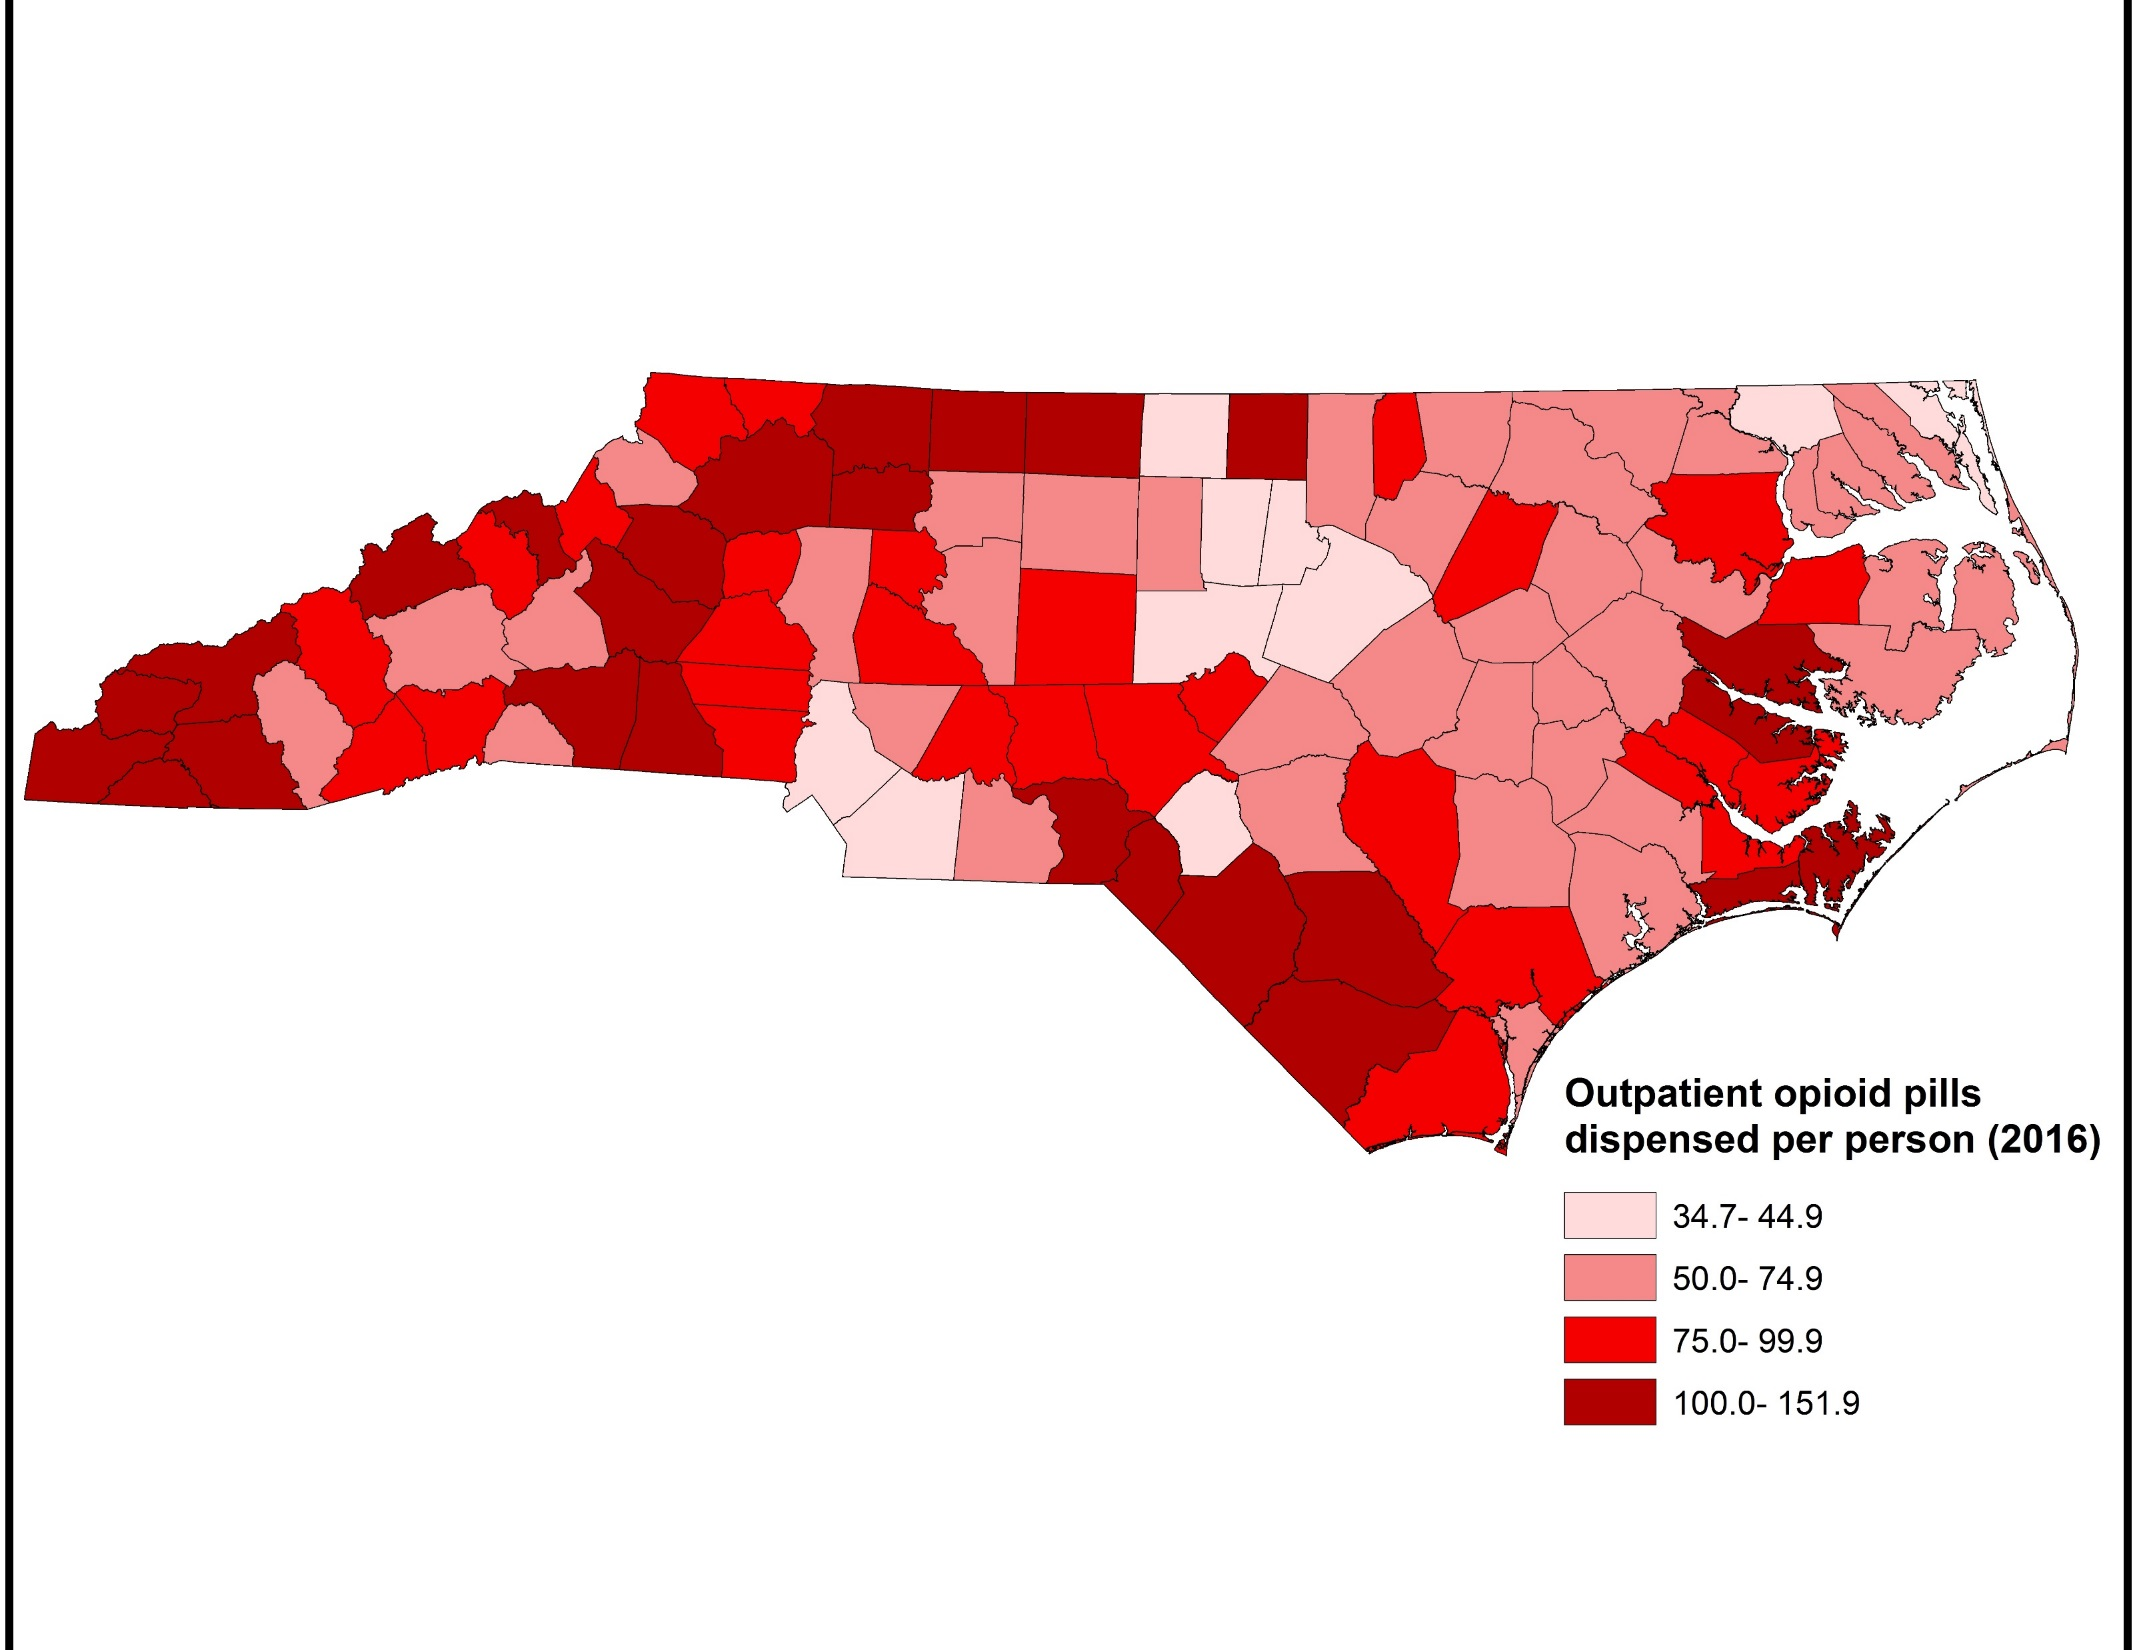 Outpatient opioid pills
dispensed per person (2016)
34.7- 44.9
50.0- 74.9
75.0- 99.9
100.0- 151.9